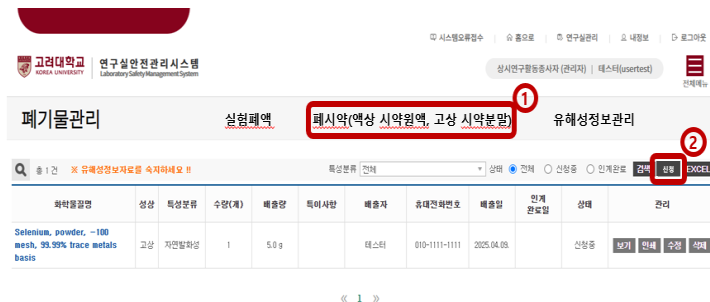 시스템오류접수 홈으로 연구실관리 내정보 로그아웃
고려대학교 연구실안전관리시스템
KOREA UNIVERSITY Laboratory Safety Management System
상시연구활동종사자 (관리자) | 테스터(usertest)
전체메뉴
1
폐기물관리 실험폐액 폐시약(액상 시약원액, 고상 시약분말) 유해성정보관리
2
총 1건 ※ 유해성정보자료를 숙지하세요 !! 특성분류 전체 상태 전체 신청중 인계완료 검색 신청 EXCEL
화학물질명 성상 특성분류 수량(개) 배출량 특이사항 배출자 휴대전화번호 배출일 인계 상태 관리
완료일
Selenium, powder, -100
mesh, 99.99% trace metals
basis
고상 자연발화성 1 5.0 g 테스터 010-1111-1111 2025.04.09. 신청중 보기 인쇄 수정 삭제
« 1 »